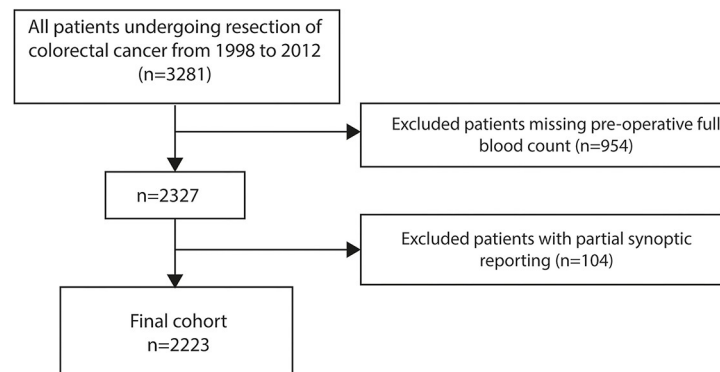 All patients undergoing resection of
colorectal cancer from 1998 to 2012
(n=3281)
Excluded patients missing pre-operative full
blood count (n=954)
n=2327
Excluded patients with partial synoptic
reporting (n=104)
Final cohort
n=2223